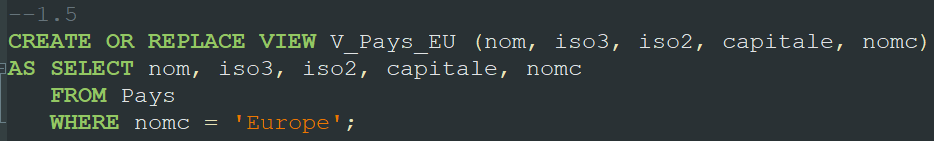 --1.5
CREATE OR REPLACE VIEW V_Pays_EU (nom, iso3, iso2, capitale, nomc)
AS SELECT nom, iso3, iso2, capitale, nomc
FROM Pays
WHERE nomc = 'Europe';